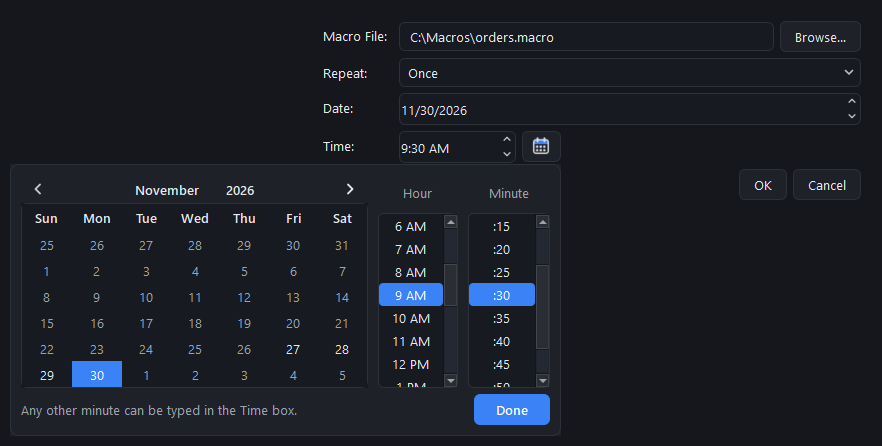 Macro File: C:\Macros\orders.macro Browse...
Repeat: Once
Date: 11/30/2026
Time: 9:30 AM
OK Cancel
November 2026
Sun Mon Tue Wed Thu Fri Sat
25 26 27 28 29 30 31
1 2 3 4 5 6 7
8 9 10 11 12 13 14
15 16 17 18 19 20 21
22 23 24 25 26 27 28
29 30 1 2 3 4 5
Hour
6 AM
7 AM
8 AM
9 AM
10 AM
11 AM
12 PM
1 PM
Minute
:15
:20
:25
:30
:35
:40
:45
:50
Any other minute can be typed in the Time box.
Done